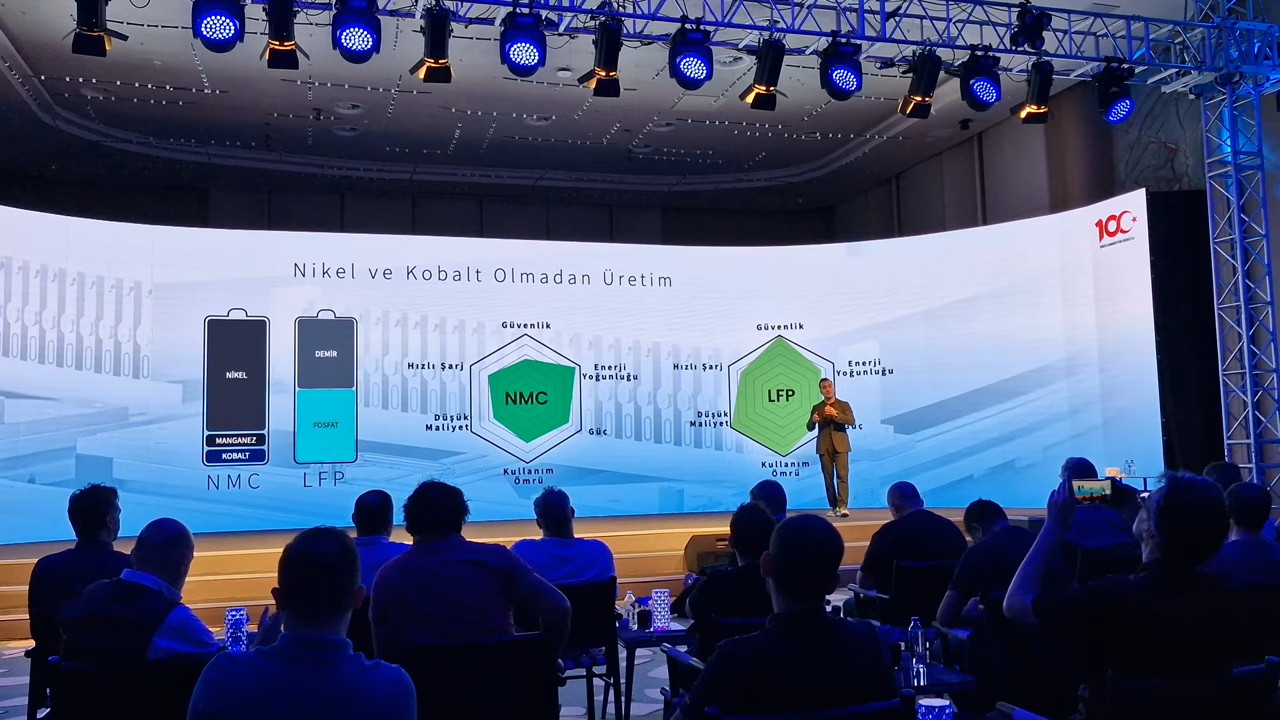 100
Nikel ve Kobalt Olmadan Üretim
NİKEL
MANGANEZ
KOBALT
NMC
DEMİR
FOSFAT
LFP
Güvenlik
Hızlı Şarj
Enerji
Yoğunluğu
NMC
Düşük
Maliyet
Güç
Kullanım
Ömrü
Güvenlik
Hızlı Şarj
Enerji
Yoğunluğu
LFP
Düşük
Maliyet
Güç
Kullanım
Ömrü